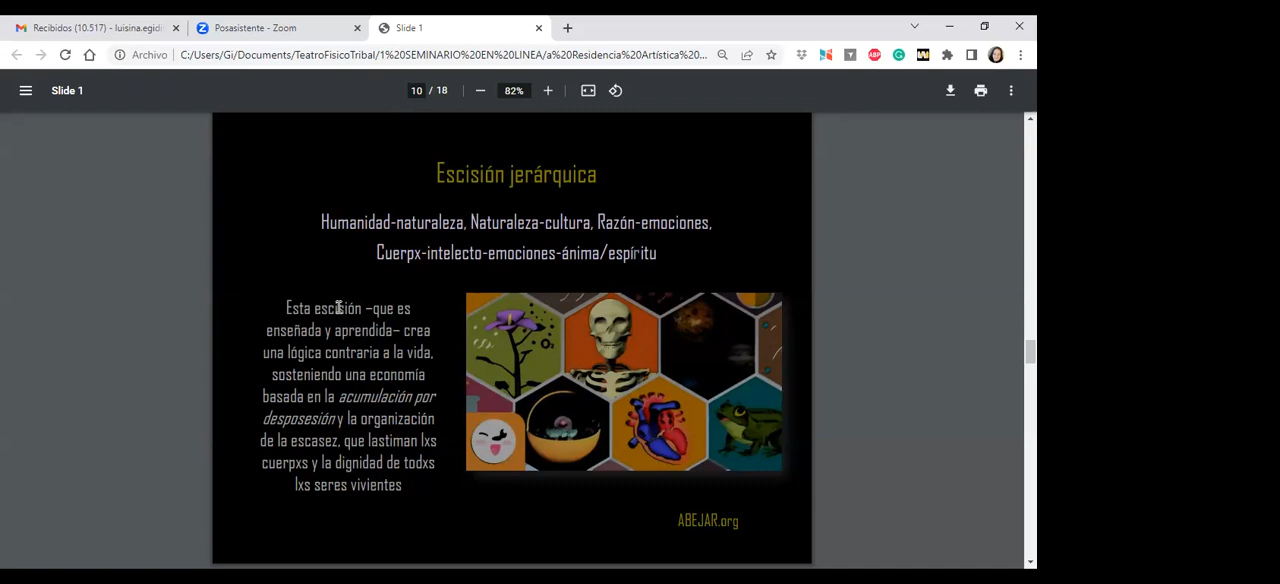 Recibidos (10.517) - luisina.egidi
Posasistente - Zoom
Slide 1
Archivo
C:/Users/Gi/Documents/TeatroFisicoTribal/1%20SEMINARIO%20EN%20LINEA/a%20Residencia%20Artística%20...
Slide 1
10 / 18
82%
Escisión jerárquica
Humanidad-naturaleza, Naturaleza-cultura, Razón-emociones,
Cuerpx-intelecto-emociones-ánima/espíritu
Esta escisión –que es
enseñada y aprendida– crea
una lógica contraria a la vida,
sosteniendo una economía
basada en la acumulación por
desposesión y la organización
de la escasez, que lastiman lxs
cuerpxs y la dignidad de todxs
lxs seres vivientes
O₂
ABEJAR.org